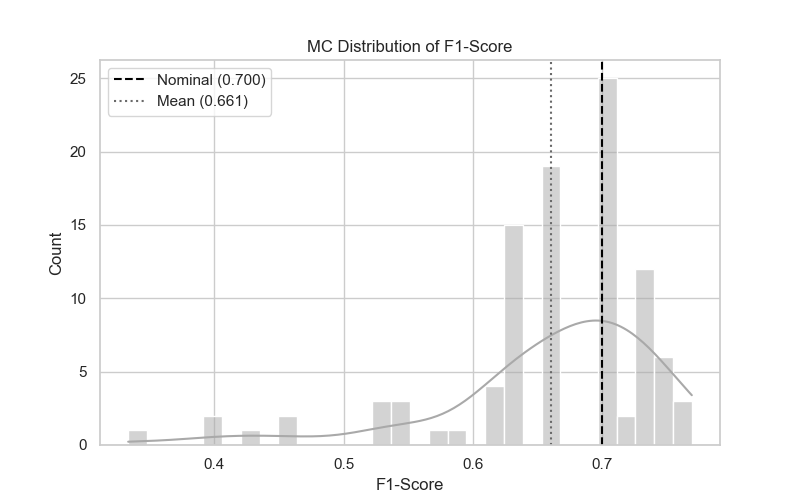 MC Distribution of F1-Score
Nominal (0.700)
Mean (0.661)
25
20
15
10
5
0
Count
0.4 0.5 0.6 0.7
F1-Score